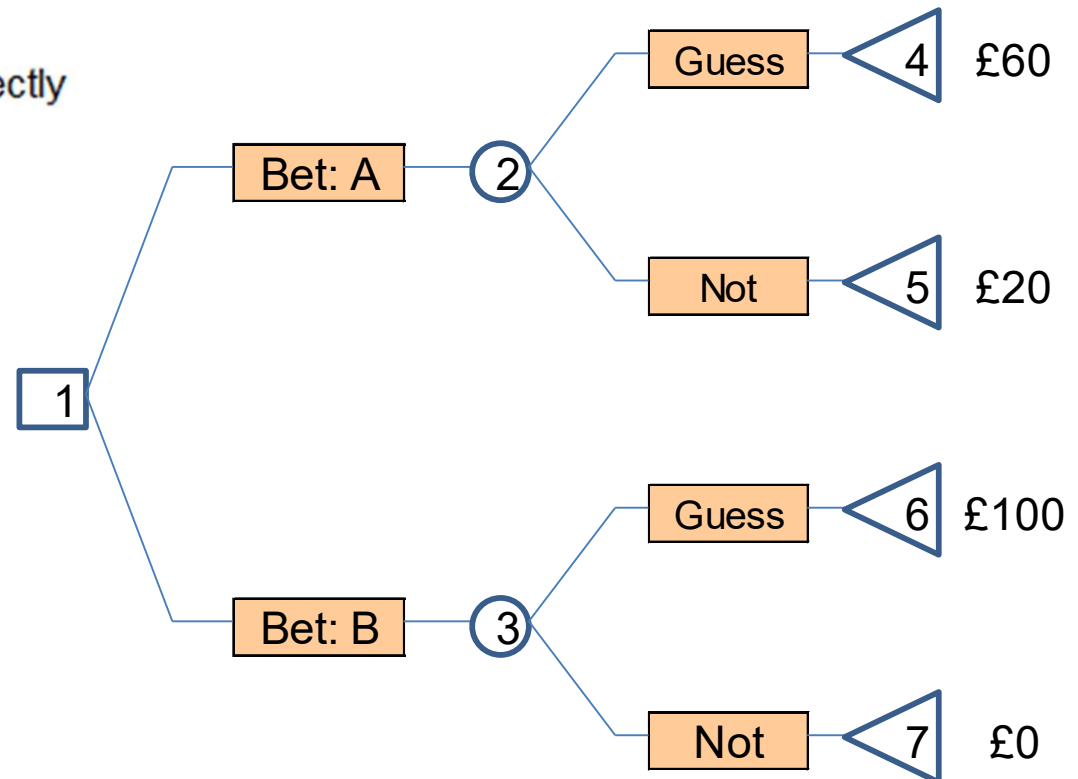 Guess 4 £60
ectly
Bet: A 2
Not 5 £20
1
Guess 6 £100
Bet: B 3
Not 7 £0